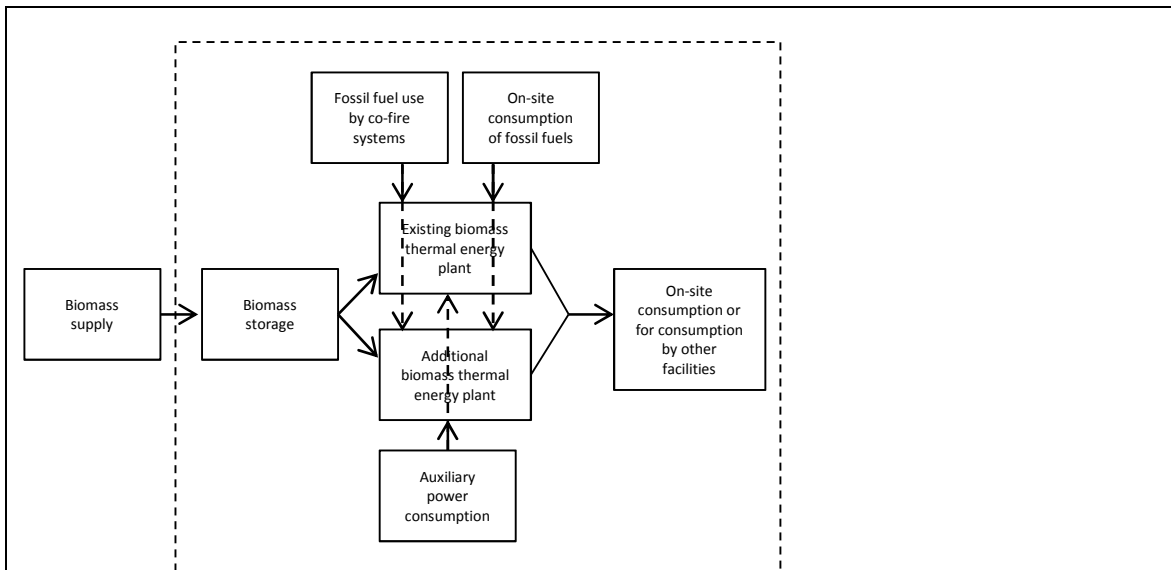 Fossil fuel use
by co-fire
systems
On-site
consumption
of fossil fuels
Existing biomass
thermal energy
plant
Biomass
supply
Biomass
storage
On-site
consumption or
for consumption
by other
facilities
Additional
biomass thermal
energy plant
Auxiliary
power
consumption